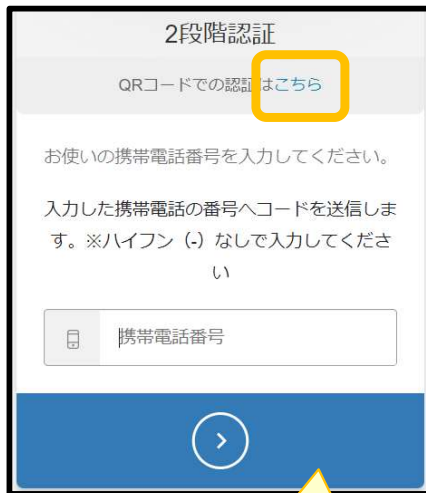 2段階認証
QRコードでの認証はこちら
お使いの携帯電話番号を入力してください。
入力した携帯電話の番号へコードを送信しま
す。※ハイフン（-）なしで入力してくださ
い
携帯電話番号